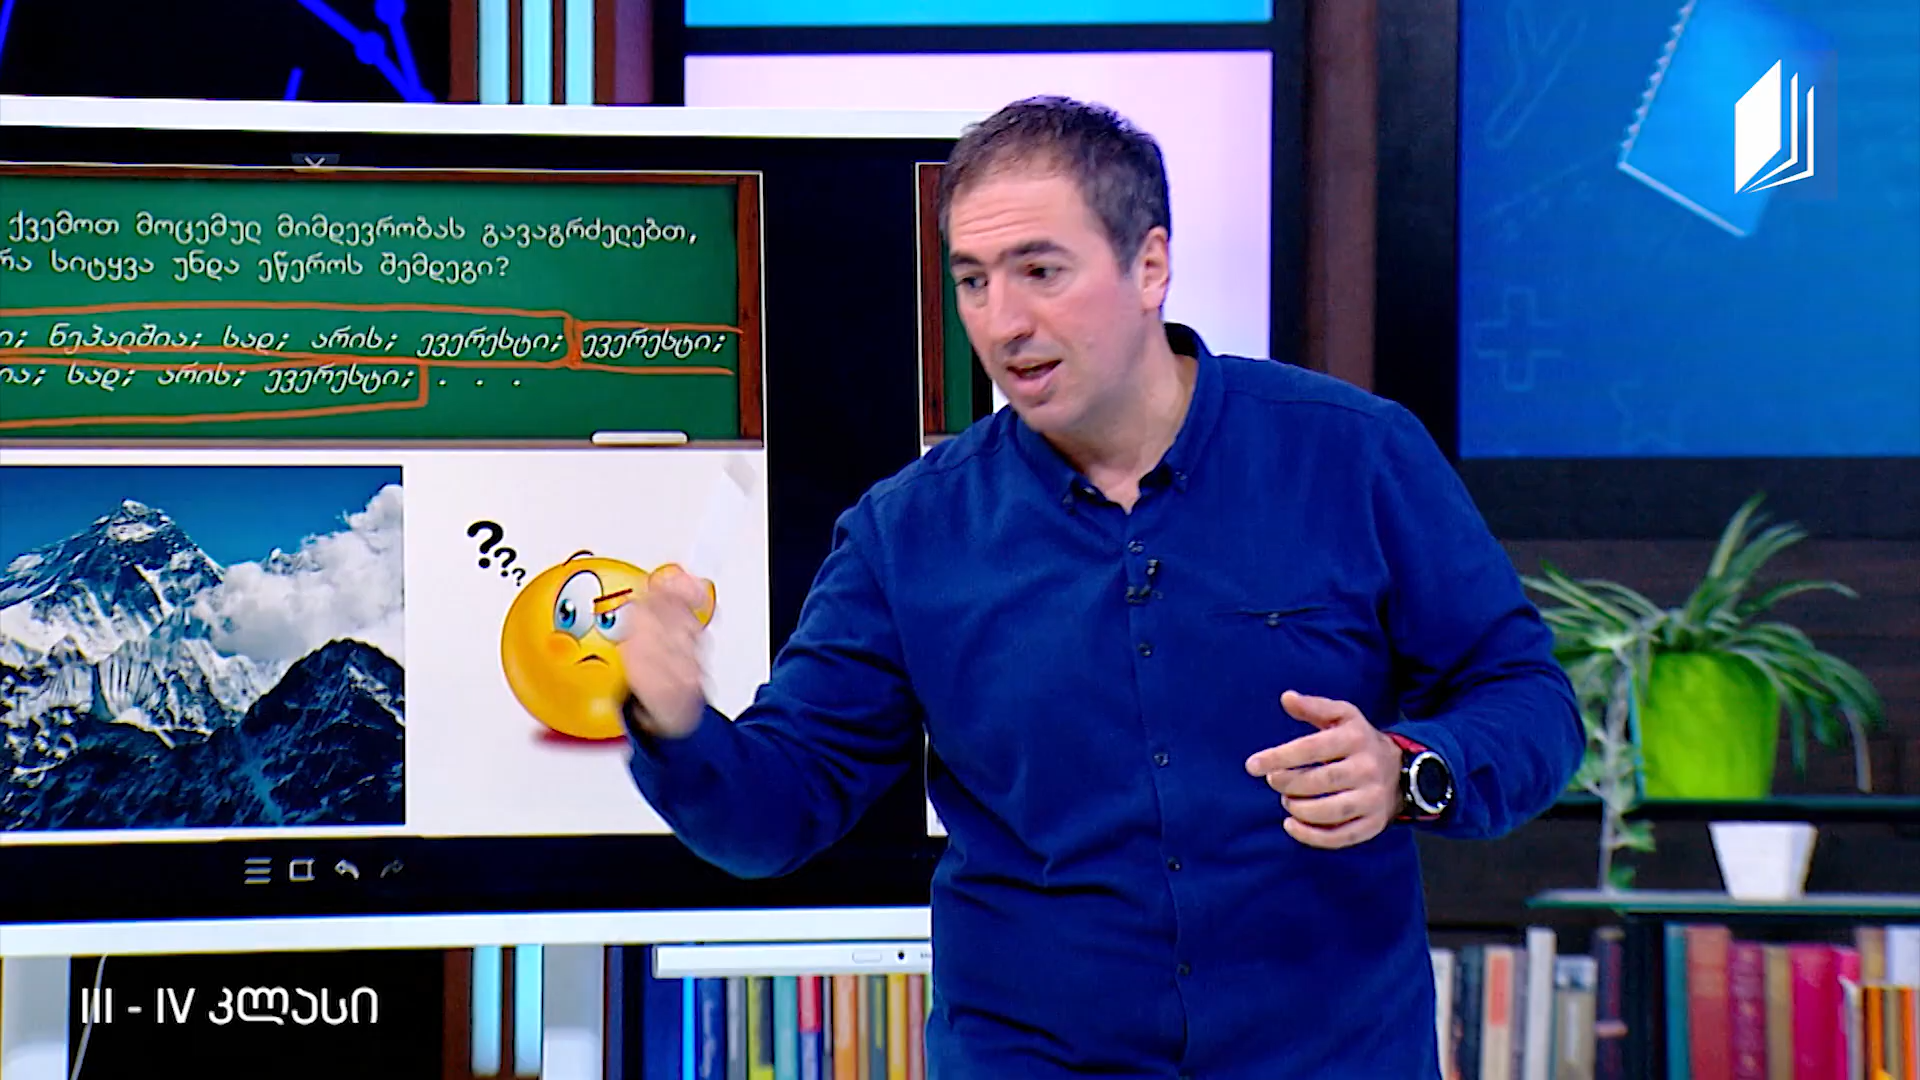 ქვემოთ მოცემულ მიმდევრობას გავაგრძელებთ,
სიტყვა უნდა ეწეროს შემდეგი?
ნეპალშია; სად; არის; ევერესტი; ევერესტი;
სად; არის; ევერესტი; . . .
???
III - IV კლასი